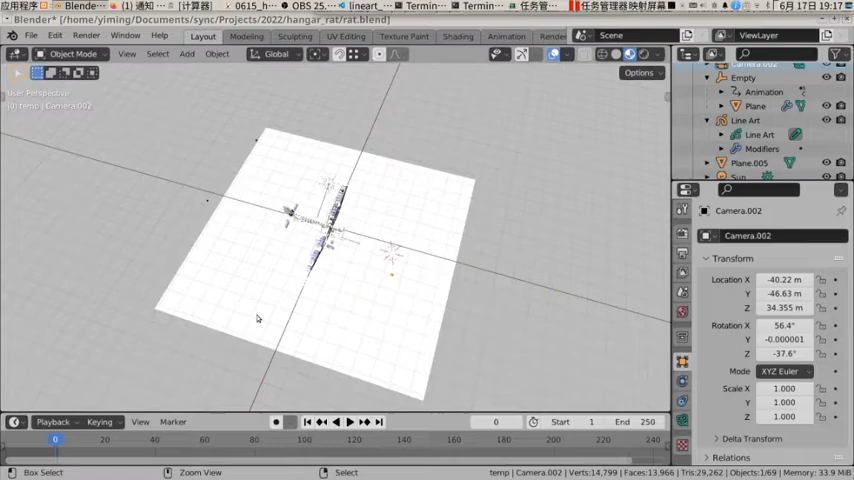 应用程序 Blende... (1) 通知 0615_h... [计算器] OBS 25... lineart_... Termin... Termin... 任务管... 任务管理器映射屏幕 6月 17日 19:17
Blender* [/home/yiming/Documents/sync/Projects/2022/hangar_rat/rat.blend]
File Edit Render Window Help Layout Modeling Sculpting UV Editing Texture Paint Shading Animation Render Scene ViewLayer
Object Mode View Select Add Object Global
Options
User Perspective
(0) temp | Camera.002
Camera.002
Empty
Animation
Plane
Line Art
Line Art
Modifiers
Plane.005
Sun
Camera.002
Camera.002
Transform
Location X -40.22 m
Y -46.63 m
Z 34.355 m
Rotation X 56.4°
Y -0.000001
Z -37.6°
Mode XYZ Euler
Scale X 1.000
Y 1.000
Z 1.000
Delta Transform
Relations
Playback Keying View Marker 0 Start 1 End 250
0 20 40 60 80 100 120 140 160 180 200 220 240
Box Select Zoom View Select temp | Camera.002 | Verts:14,799 | Faces:13,966 | Tris:29,262 | Objects:1/69 | Memory: 33.9 MiB